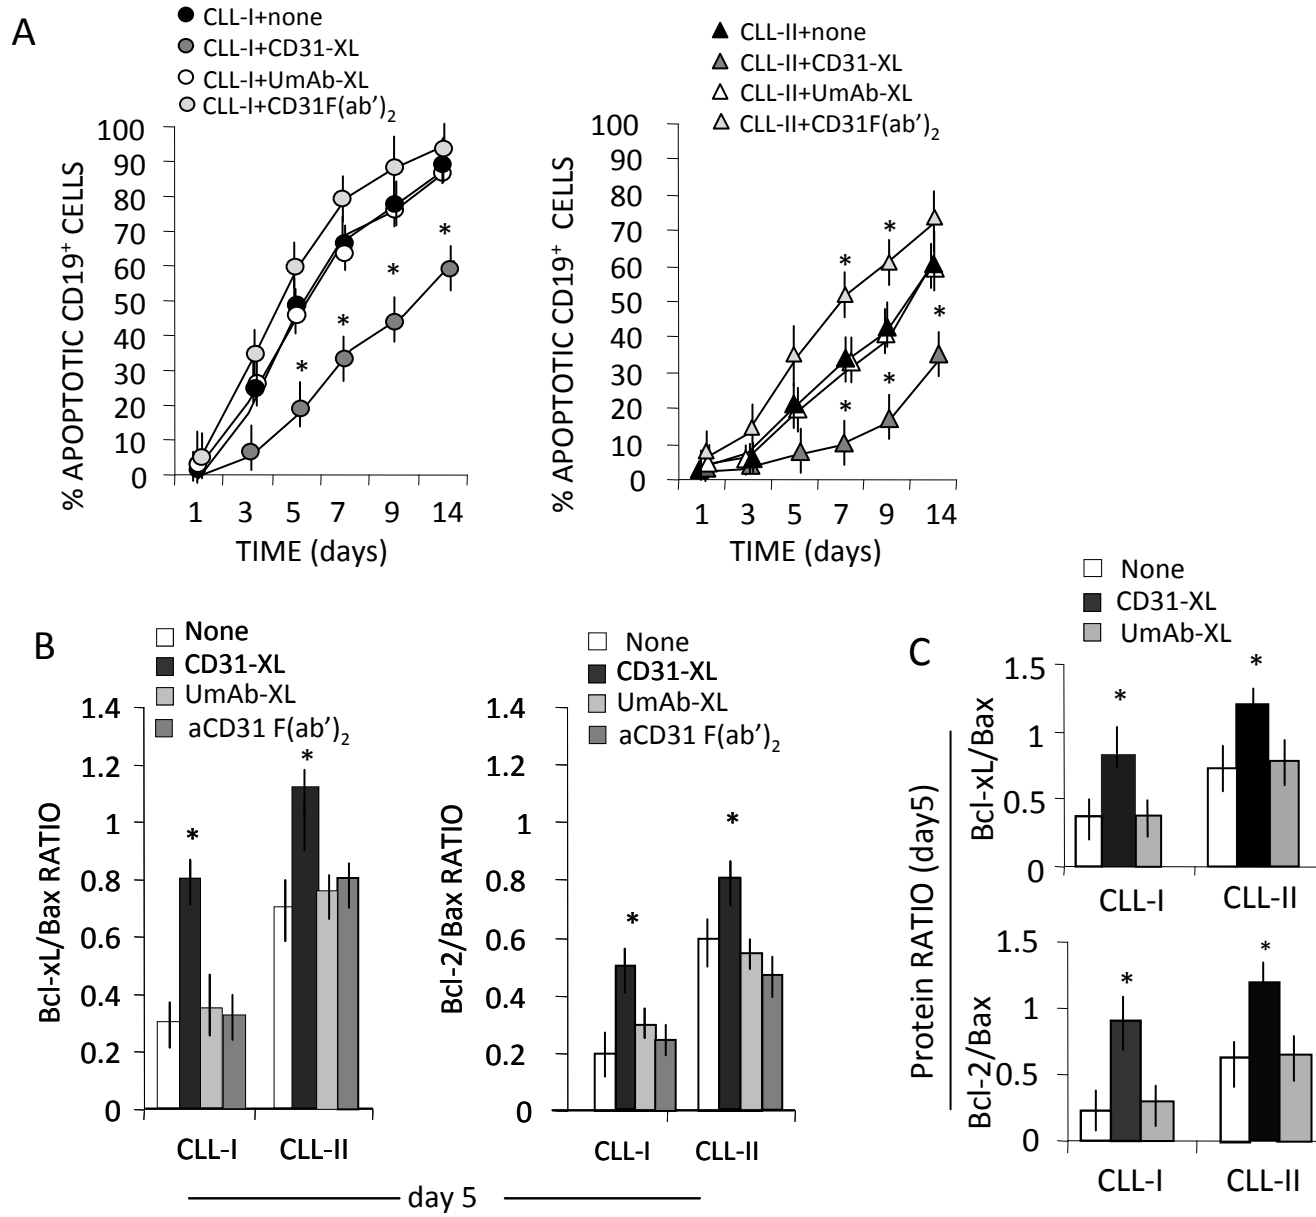 A
CLL-I+none
CLL-I+CD31-XL
CLL-I+UmAb-XL
CLL-I+CD31F(ab')2
% APOPTOTIC CD19+ CELLS
100
90
80
70
60
50
40
30
20
10
0
*
*
*
*
1 3 5 7 9 14
TIME (days)
CLL-II+none
CLL-II+CD31-XL
CLL-II+UmAb-XL
CLL-II+CD31F(ab')2
% APOPTOTIC CD19+ CELLS
100
90
80
70
60
50
40
30
20
10
0
*
*
*
*
*
1 3 5 7 9 14
TIME (days)
B
None
CD31-XL
UmAb-XL
aCD31 F(ab')2
Bcl-xL/Bax RATIO
1.4
1.2
1
0.8
0.6
0.4
0.2
0
*
*
CLL-I CLL-II
None
CD31-XL
UmAb-XL
aCD31 F(ab')2
Bcl-2/Bax RATIO
1.4
1.2
1
0.8
0.6
0.4
0.2
0
*
*
CLL-I CLL-II
day 5
C
None
CD31-XL
UmAb-XL
Protein RATIO (day5)
Bcl-xL/Bax
1.5
1
0.5
0
*
*
CLL-I CLL-II
Bcl-2/Bax
1.5
1
0.5
0
*
*
CLL-I CLL-II